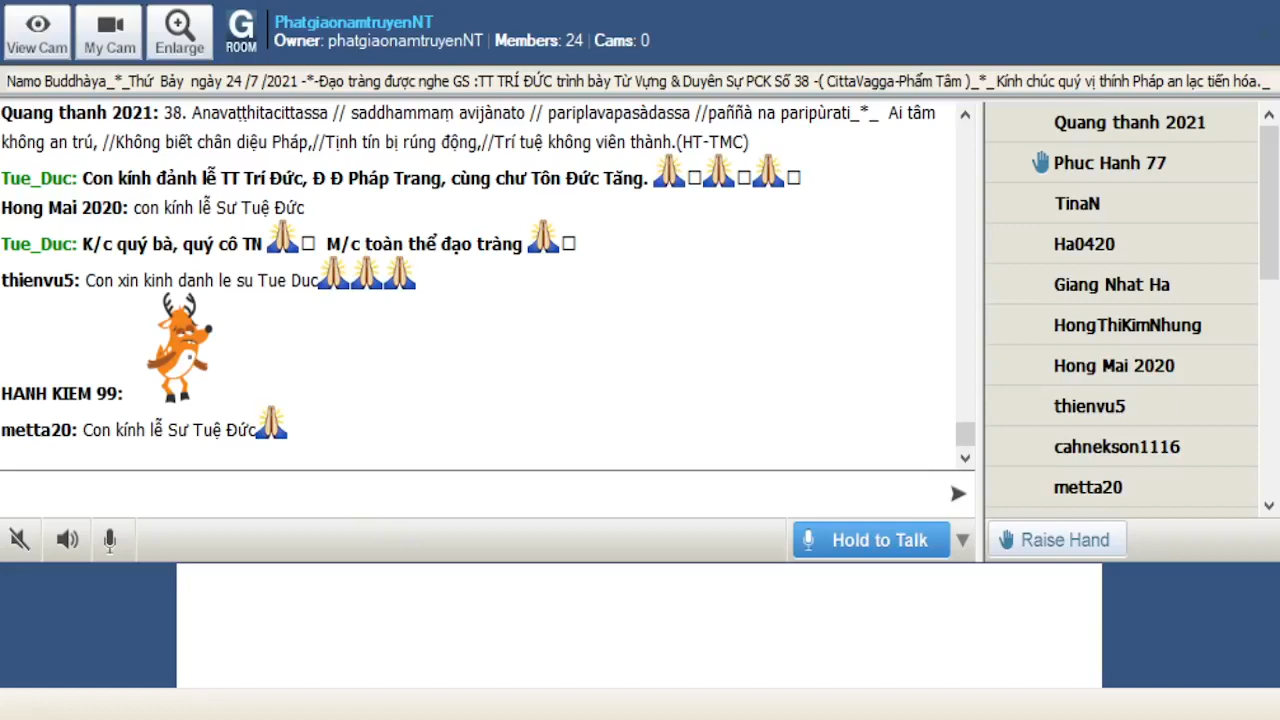 View Cam
My Cam
Enlarge
G
ROOM
PhatgiaonamtruyenNT
Owner: phatgiaonamtruyenNT | Members: 24 | Cams: 0
Namo Buddhàya_*_Thứ Bảy ngày 24 /7 /2021 -*-Đạo tràng được nghe GS :TT TRÍ ĐỨC trình bày Từ Vựng & Duyên Sự PCK Số 38 -( CittaVagga-Phẩm Tâm )_*_ Kính chúc quý vị thính Pháp an lạc tiến hóa._
Quang thanh 2021: 38. Anavaṭṭhitacittassa // saddhammaṃ avijànato // pariplavapasàdassa //paññà na paripùrati_*_ Ai tâm
không an trú, //Không biết chân diệu Pháp,//Tịnh tín bị rúng động,//Trí tuệ không viên thành.(HT-TMC)
Tue_Duc: Con kính đảnh lễ TT Trí Đức, Đ Đ Pháp Trang, cùng chư Tôn Đức Tăng.
Hong Mai 2020: con kính lễ Sư Tuệ Đức
Tue_Duc: K/c quý bà, quý cô TN M/c toàn thể đạo tràng
thienvu5: Con xin kinh danh le su Tue Duc
HANH KIEM 99:
metta20: Con kính lễ Sư Tuệ Đức
Quang thanh 2021
Phuc Hanh 77
TinaN
Ha0420
Giang Nhat Ha
HongThiKimNhung
Hong Mai 2020
thienvu5
cahnekson1116
metta20
Hold to Talk
Raise Hand